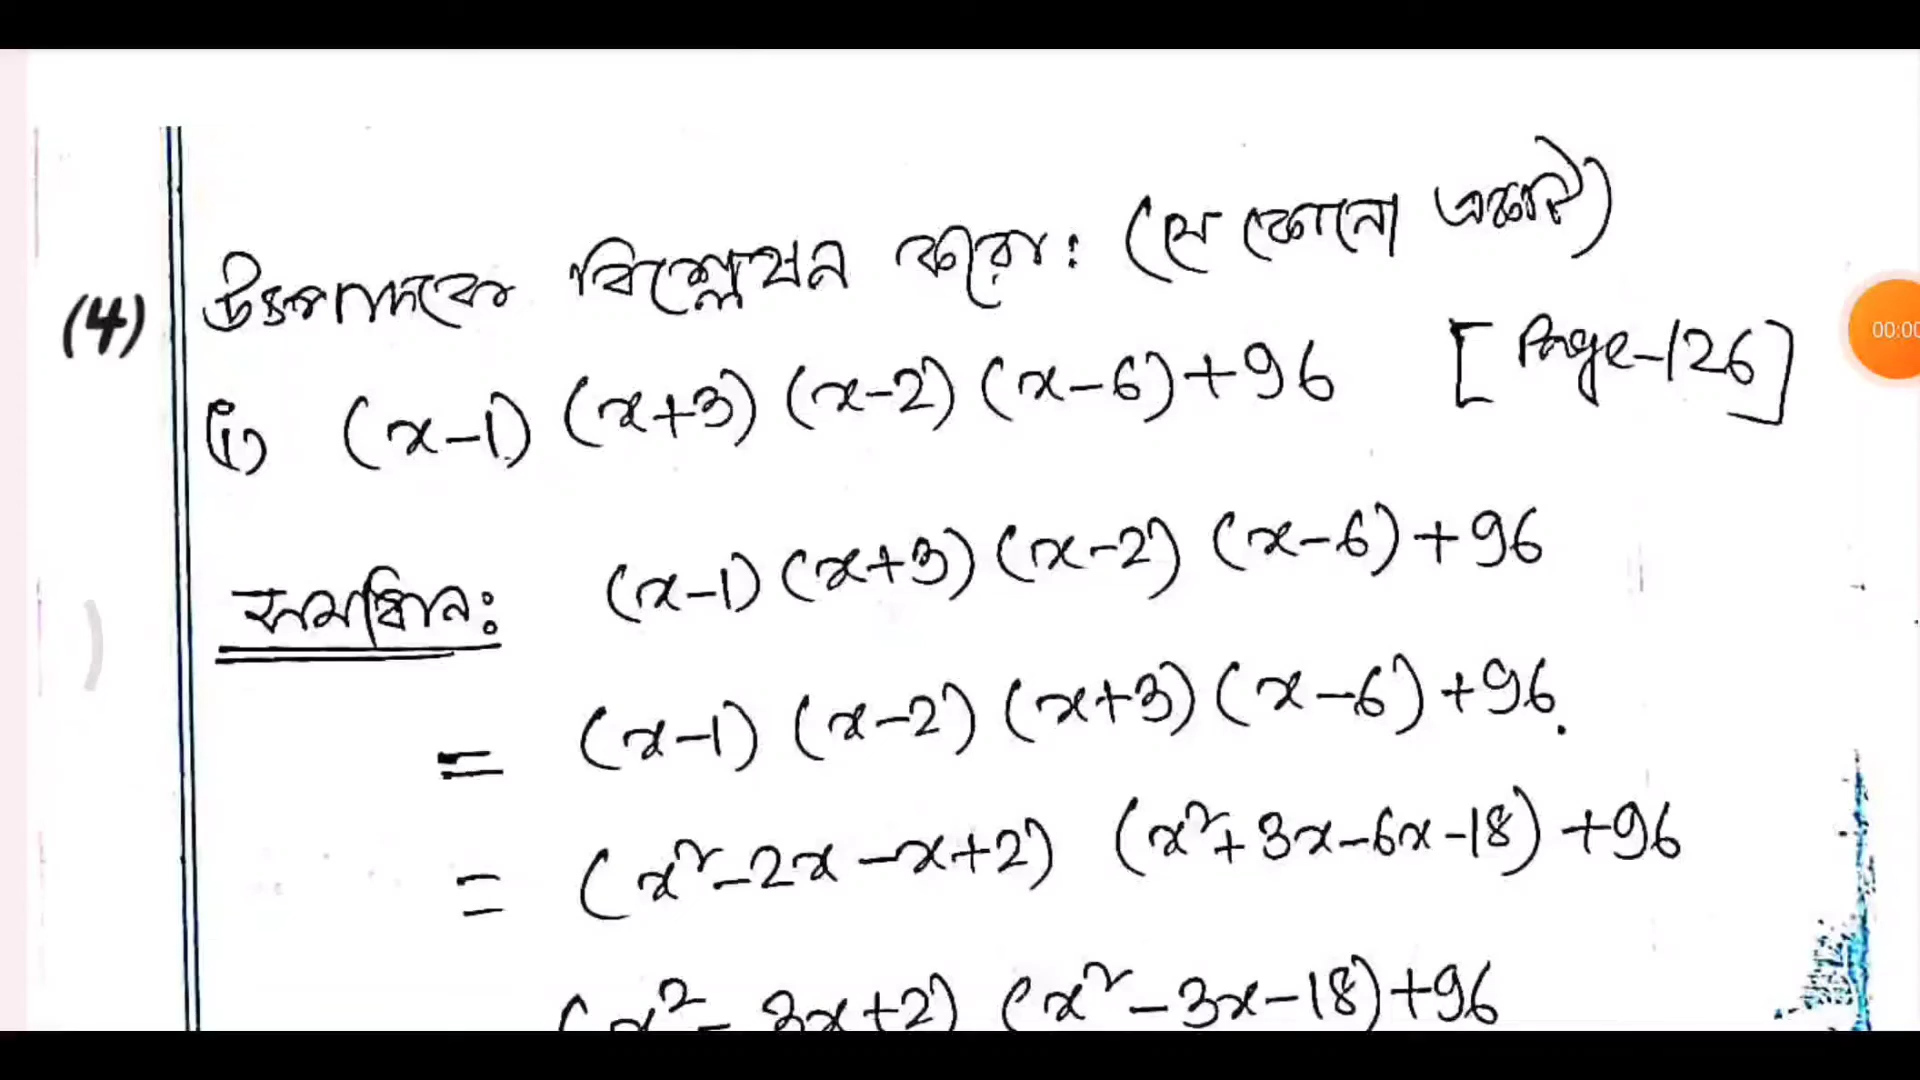 (4) উৎপাদকে বিশ্লেষণ করো: (যে কোনো একটি)
(i) (x-1) (x+3) (x-2) (x-6)+96 [Page-126]
সমাধান: (x-1) (x+3) (x-2) (x-6)+96
= (x-1) (x-2) (x+3) (x-6)+96.
= (x²-2x-x+2) (x²+3x-6x-18)+96
(x²-3x+2) (x²-3x-18)+96
00:00